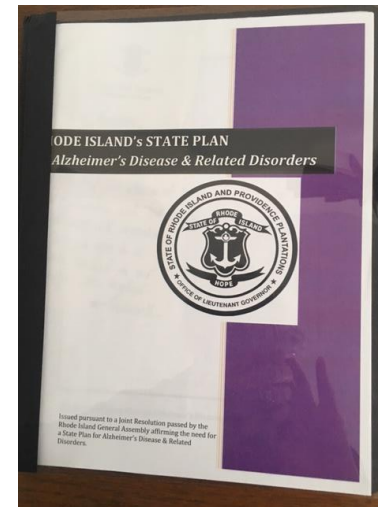 ODE ISLAND's STATE PLAN
Alzheimer's Disease & Related Disorders
STATE OF RHODE ISLAND AND PROVIDENCE PLANTATIONS
STATE OF RHODE ISLAND
HOPE
★ OFFICE OF LIEUTENANT GOVERNOR ★
Issued pursuant to a Joint Resolution passed by the
Rhode Island General Assembly affirming the need for
a State Plan for Alzheimer's Disease & Related
Disorders.